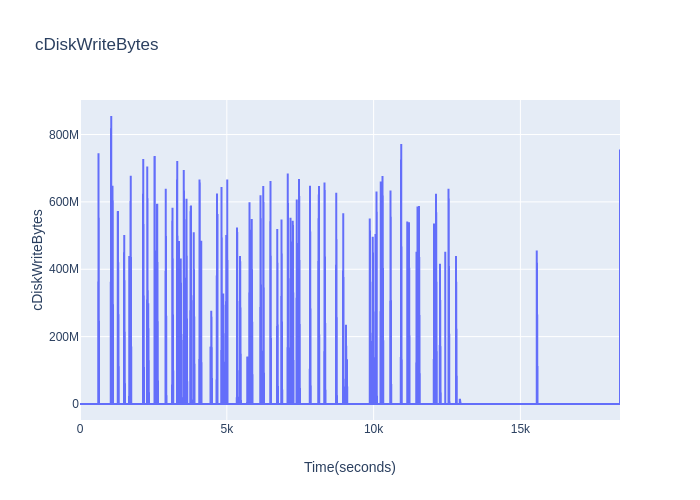 cDiskWriteBytes
800M
600M
400M
200M
0
cDiskWriteBytes
0
5k
10k
15k
Time(seconds)